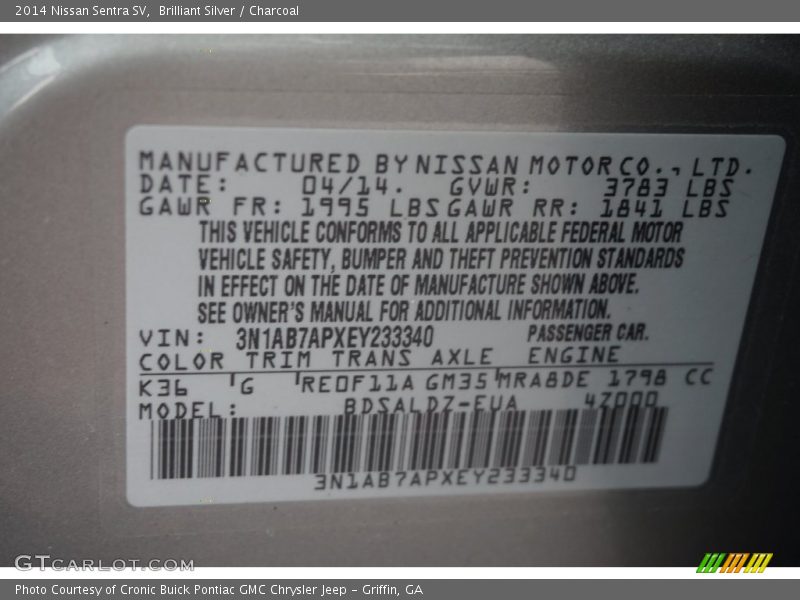 2014 Nissan Sentra SV, Brilliant Silver / Charcoal
MANUFACTURED BY NISSAN MOTOR CO., LTD.
DATE: 04/14. GVWR: 3783 LBS
GAWR FR: 1995 LBS GAWR RR: 1841 LBS
THIS VEHICLE CONFORMS TO ALL APPLICABLE FEDERAL MOTOR
VEHICLE SAFETY, BUMPER AND THEFT PREVENTION STANDARDS
IN EFFECT ON THE DATE OF MANUFACTURE SHOWN ABOVE.
SEE OWNER'S MANUAL FOR ADDITIONAL INFORMATION.
VIN: 3N1AB7APXEY233340 PASSENGER CAR.
COLOR TRIM TRANS AXLE ENGINE
K36 G RE0F11A GM35 MRA8DE 1798 CC
MODEL: BDSALDZ-EUA 4Z000
3N1AB7APXEY233340
GTCARLOT.COM
Photo Courtesy of Cronic Buick Pontiac GMC Chrysler Jeep - Griffin, GA